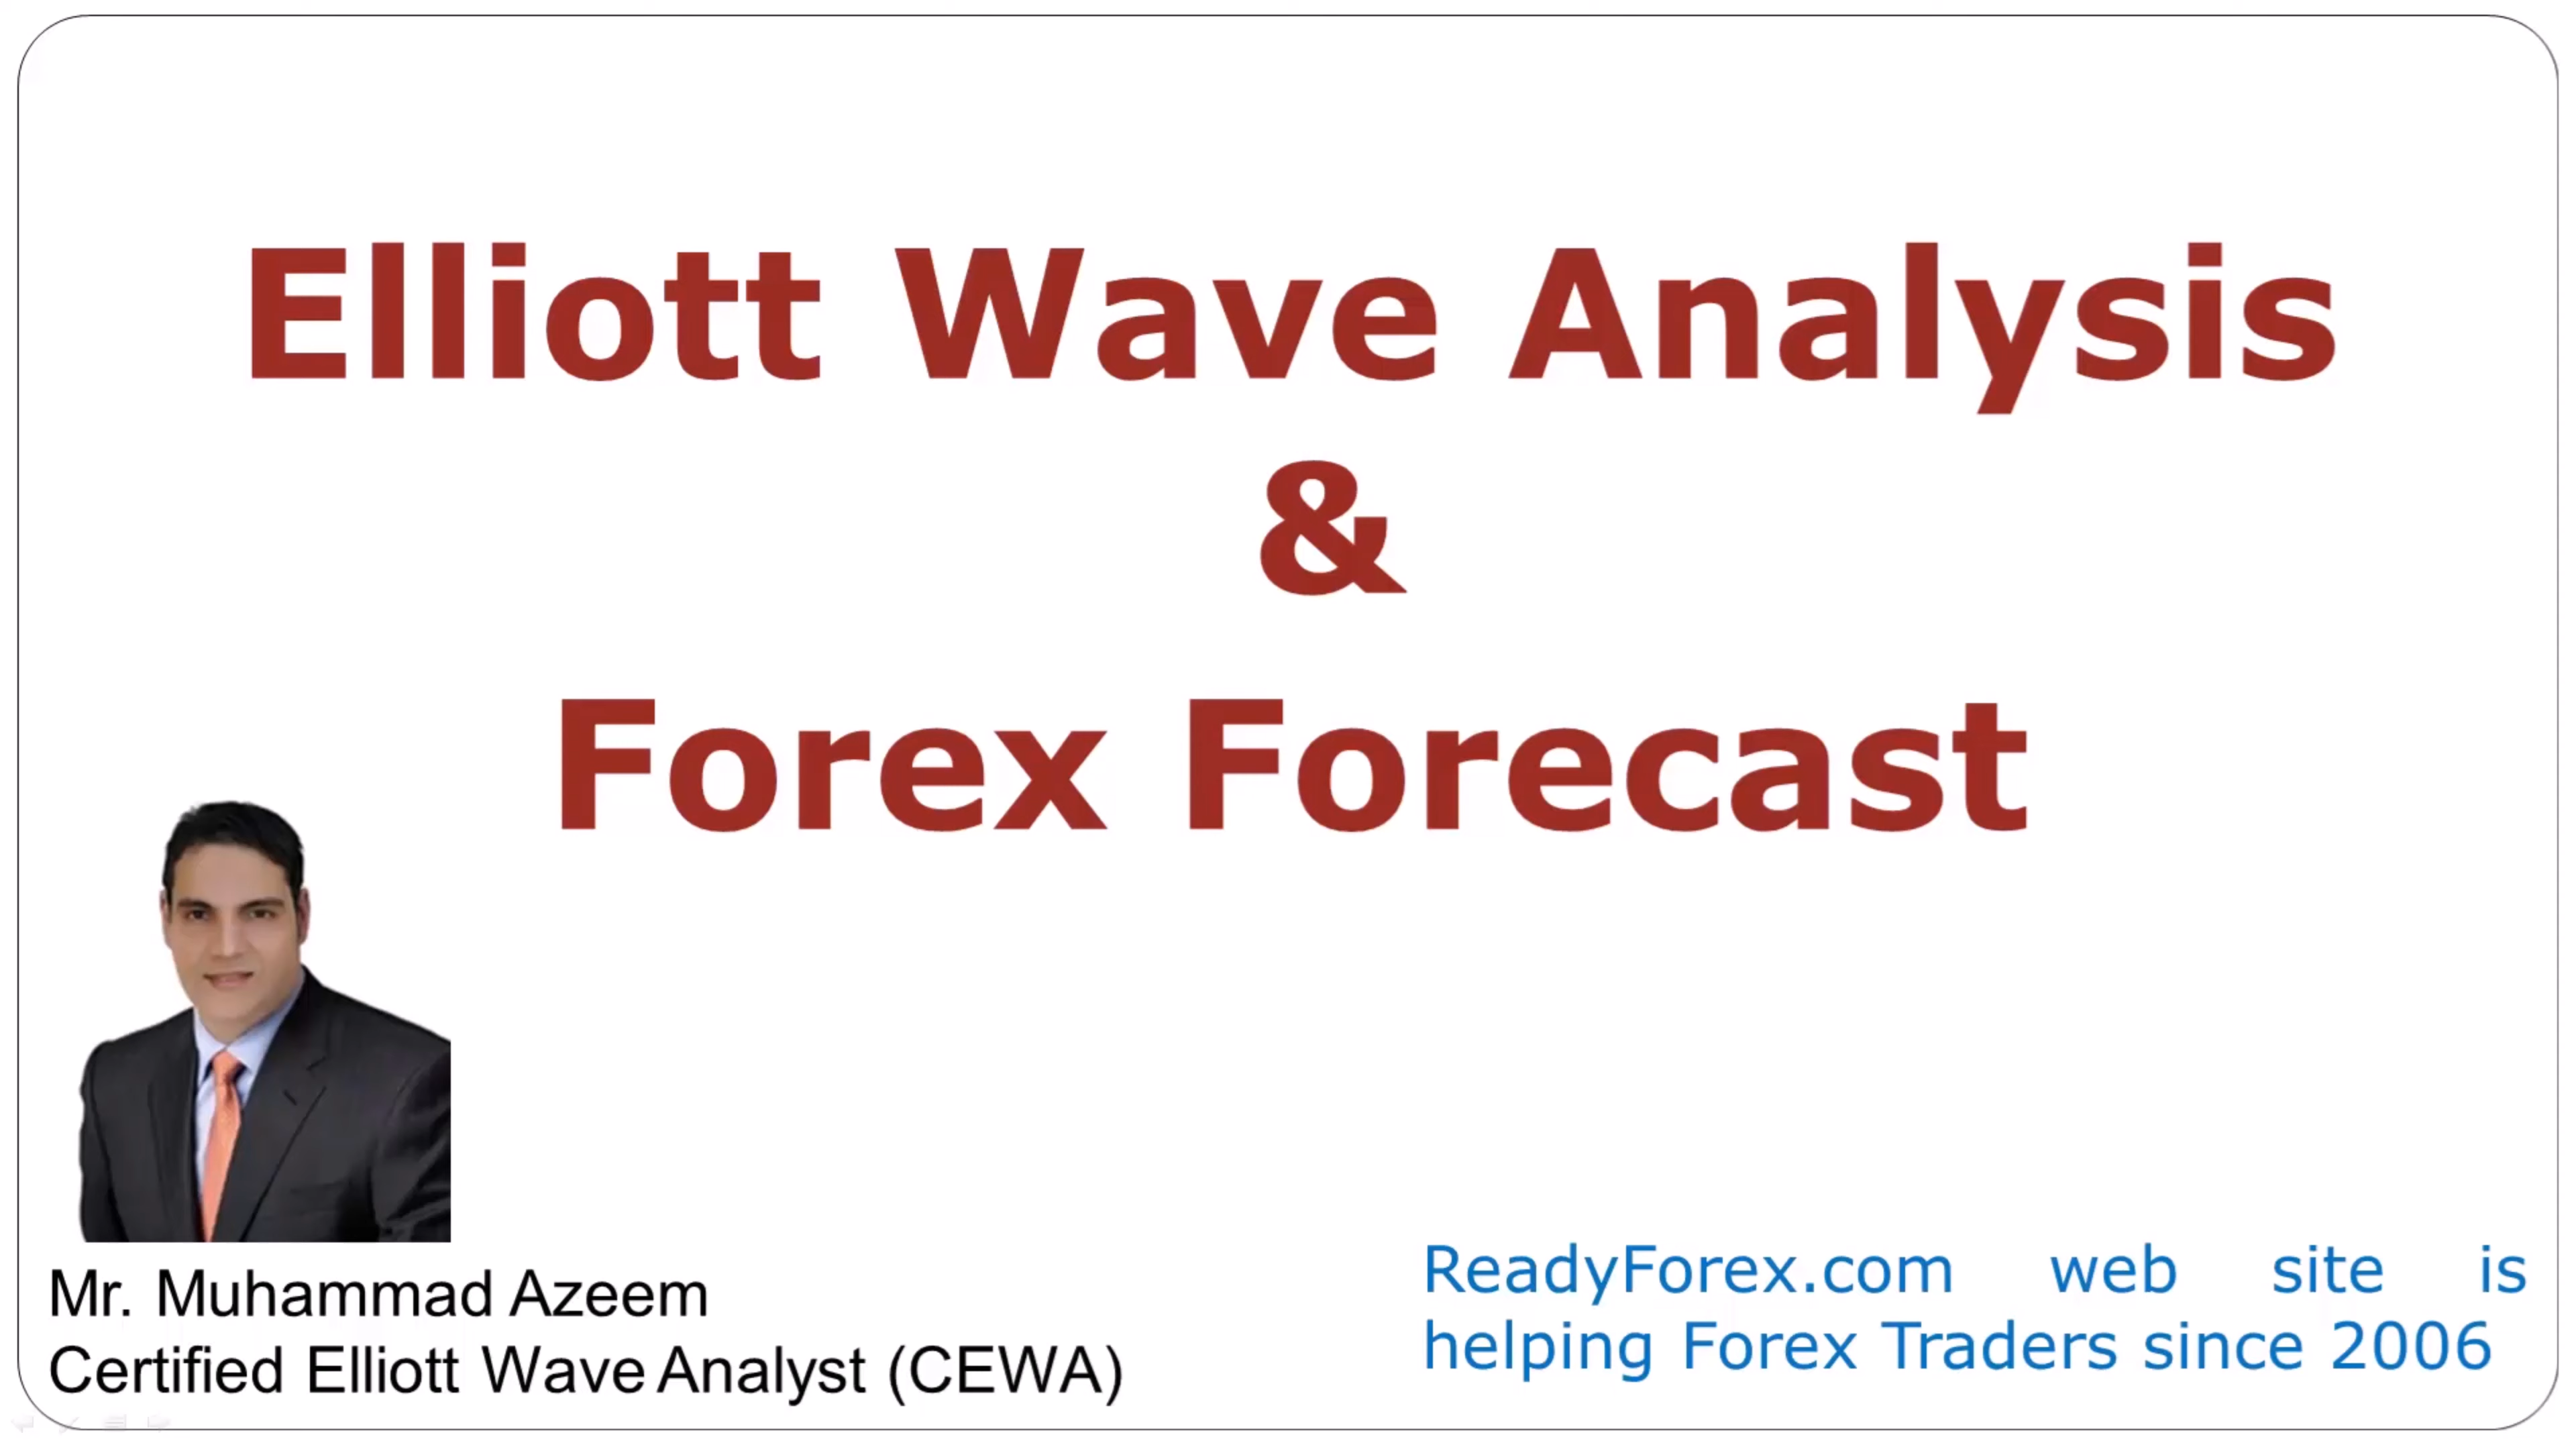 Elliott Wave Analysis
&
Forex Forecast
Mr. Muhammad Azeem
Certified Elliott Wave Analyst (CEWA)
ReadyForex.com web site is
helping Forex Traders since 2006